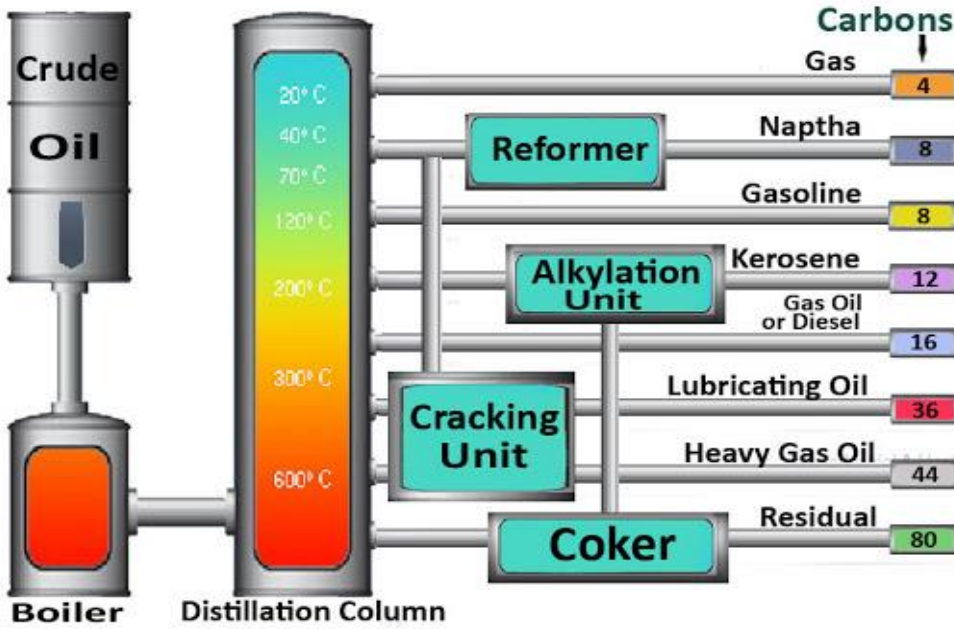 Carbons
Crude
Oil
20° C
40° C
70° C
120° C
200° C
300° C
600° C
Gas
4
Naptha
Reformer
8
Gasoline
8
Kerosene
Alkylation
Unit
12
Gas Oil
or Diesel
16
Lubricating Oil
Cracking
Unit
36
Heavy Gas Oil
44
Residual
Coker
80
Boiler
Distillation Column